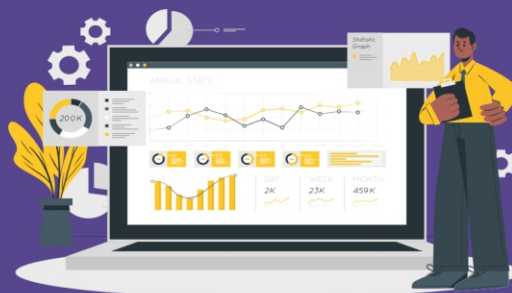 Statistic
Graph
ANNUAL STATS
200K
DAY
WEEK
MONTH
2K
23K
459K